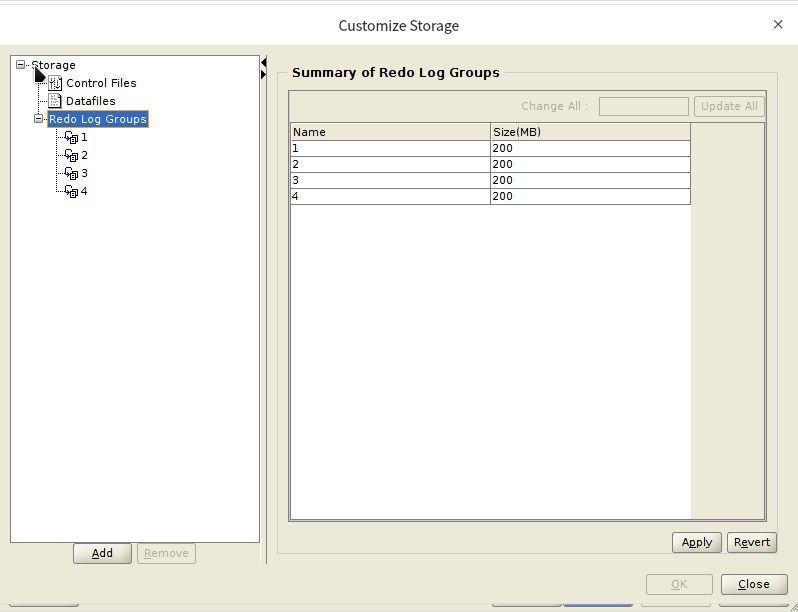 Customize Storage
Storage
Control Files
Datafiles
Redo Log Groups
1
2
3
4
Add Remove
Summary of Redo Log Groups
Change All : Update All
Name Size(MB)
1 200
2 200
3 200
4 200
Apply Revert
OK Close